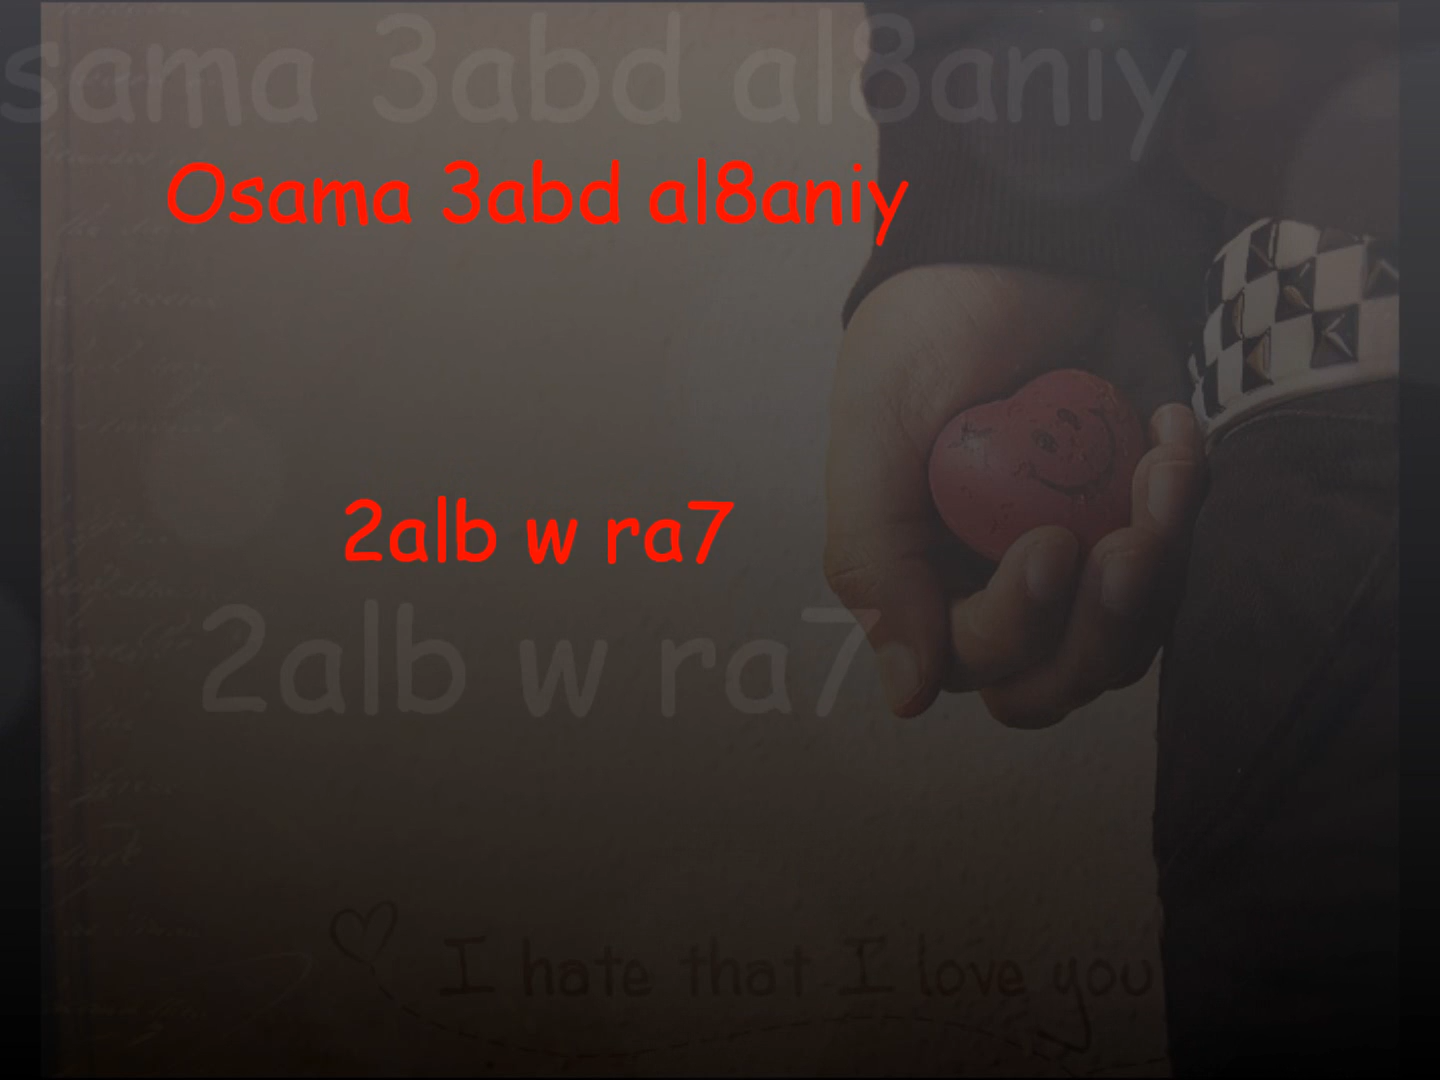 sama 3abd al8aniy
Osama 3abd al8aniy
2alb w ra7
2alb w ra7
I hate that I love you